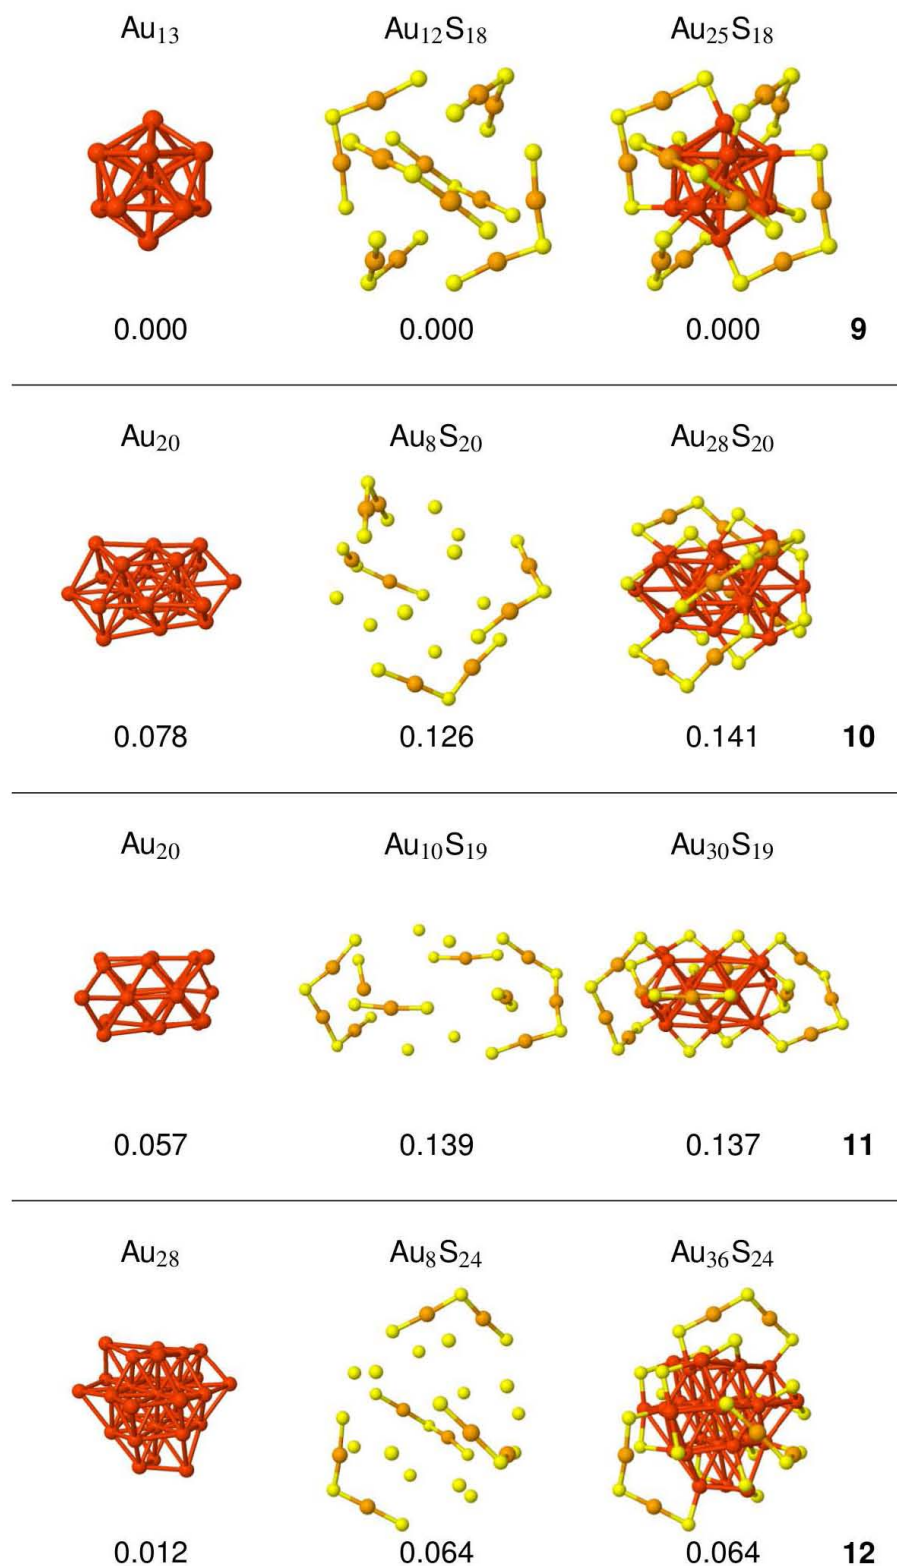 Au₁₃ Au₁₂S₁₈ Au₂₅S₁₈
0.000 0.000 0.000 9
Au₂₀ Au₈S₂₀ Au₂₈S₂₀
0.078 0.126 0.141 10
Au₂₀ Au₁₀S₁₉ Au₃₀S₁₉
0.057 0.139 0.137 11
Au₂₈ Au₈S₂₄ Au₃₆S₂₄
0.012 0.064 0.064 12